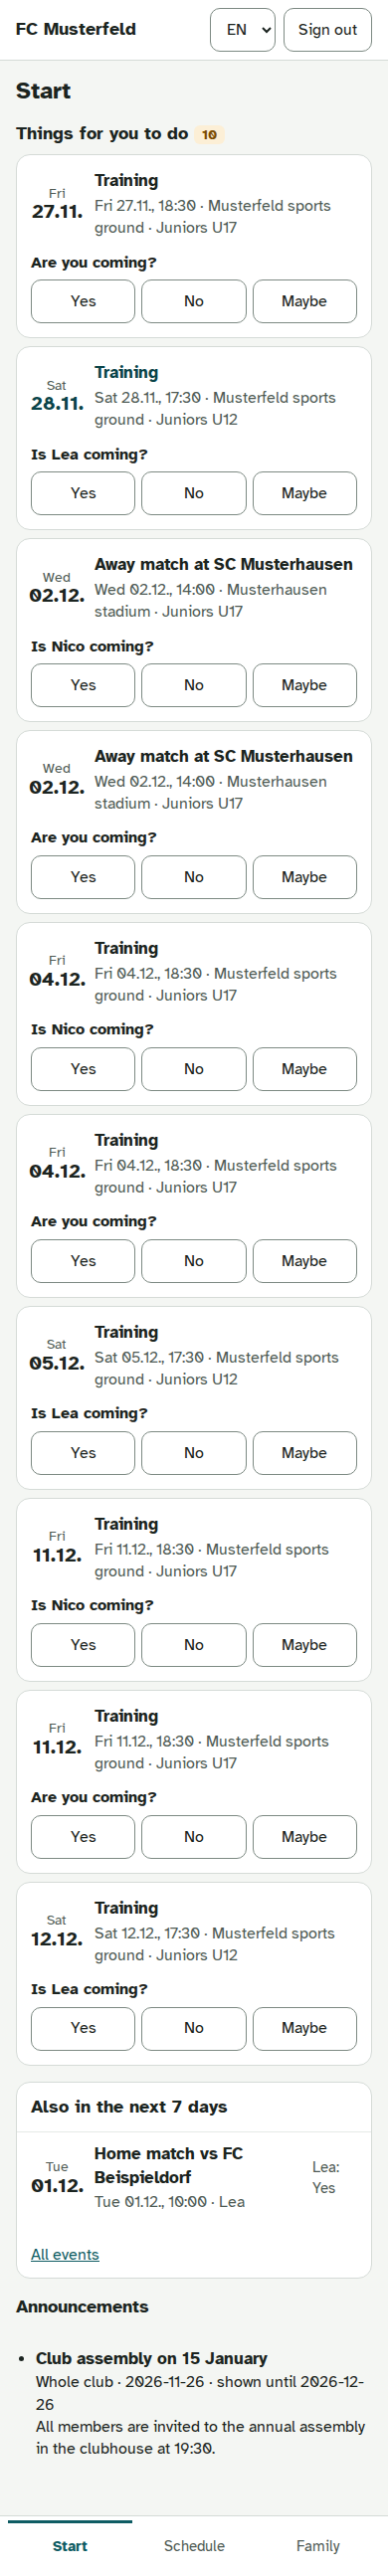 FC Musterfeld
EN
Sign out
Start
Things for you to do 10
Fri
27.11.
Training
Fri 27.11., 18:30 · Musterfeld sports
ground · Juniors U17
Are you coming?
Yes
No
Maybe
Sat
28.11.
Training
Sat 28.11., 17:30 · Musterfeld sports
ground · Juniors U12
Is Lea coming?
Yes
No
Maybe
Wed
02.12.
Away match at SC Musterhausen
Wed 02.12., 14:00 · Musterhausen
stadium · Juniors U17
Is Nico coming?
Yes
No
Maybe
Wed
02.12.
Away match at SC Musterhausen
Wed 02.12., 14:00 · Musterhausen
stadium · Juniors U17
Are you coming?
Yes
No
Maybe
Fri
04.12.
Training
Fri 04.12., 18:30 · Musterfeld sports
ground · Juniors U17
Is Nico coming?
Yes
No
Maybe
Fri
04.12.
Training
Fri 04.12., 18:30 · Musterfeld sports
ground · Juniors U17
Are you coming?
Yes
No
Maybe
Sat
05.12.
Training
Sat 05.12., 17:30 · Musterfeld sports
ground · Juniors U12
Is Lea coming?
Yes
No
Maybe
Fri
11.12.
Training
Fri 11.12., 18:30 · Musterfeld sports
ground · Juniors U17
Is Nico coming?
Yes
No
Maybe
Fri
11.12.
Training
Fri 11.12., 18:30 · Musterfeld sports
ground · Juniors U17
Are you coming?
Yes
No
Maybe
Sat
12.12.
Training
Sat 12.12., 17:30 · Musterfeld sports
ground · Juniors U12
Is Lea coming?
Yes
No
Maybe
Also in the next 7 days
Tue
01.12.
Home match vs FC
Beispieldorf
Tue 01.12., 10:00 · Lea
Lea:
Yes
All events
Announcements
• Club assembly on 15 January
Whole club · 2026-11-26 · shown until 2026-12-
26
All members are invited to the annual assembly
in the clubhouse at 19:30.
Start
Schedule
Family